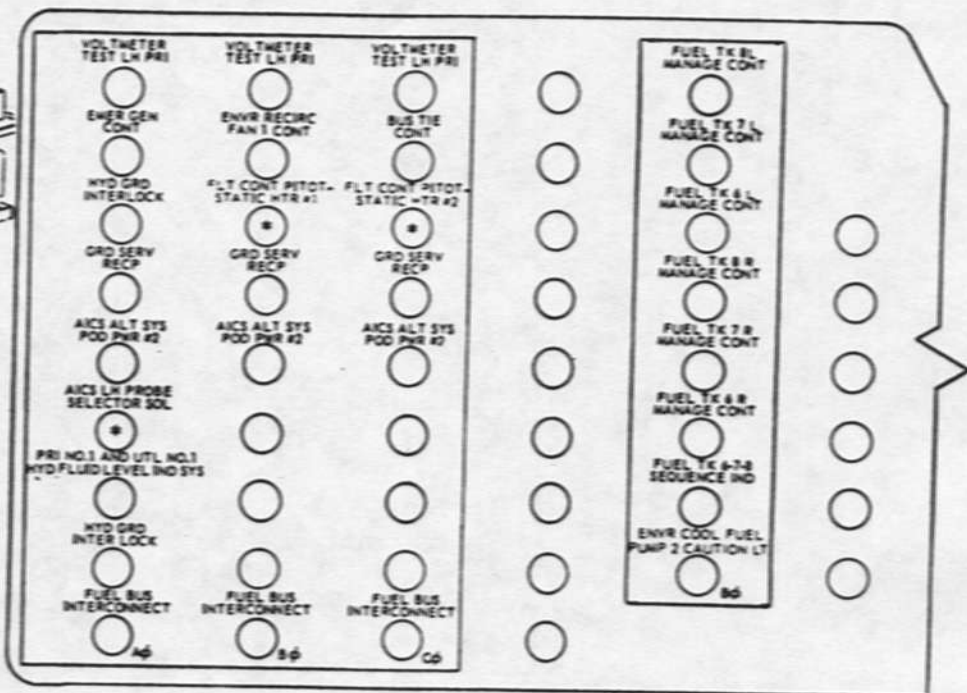 VOLTMETER
TEST LH PRI
VOLTMETER
TEST LH PRI
VOLTMETER
TEST LH PRI
EMER GEN
CONT
ENVR RECIRC
FAN 1 CONT
BUS TIE
CONT
HYD GRD
INTERLOCK
FLT CONT PITOT-
STATIC HTR #1
FLT CONT PITOT-
STATIC HTR #2
*
*
GRD SERV
RECP
GRD SERV
RECP
GRD SERV
RECP
AICS ALT SYS
POD PWR #2
AICS ALT SYS
POD PWR #2
AICS ALT SYS
POD PWR #2
AICS LH PROBE
SELECTOR SOL
*
PRI NO.1 AND UTL NO.1
HYD FLUID LEVEL IND SYS
HYD GRD
INTER LOCK
FUEL BUS
INTERCONNECT
FUEL BUS
INTERCONNECT
FUEL BUS
INTERCONNECT
Aϕ
Bϕ
Cϕ
FUEL TK 8L
MANAGE CONT
FUEL TK 7 L
MANAGE CONT
FUEL TK 6 L
MANAGE CONT
FUEL TK 8 R
MANAGE CONT
FUEL TK 7 R
MANAGE CONT
FUEL TK 6 R
MANAGE CONT
FUEL TK 6-7-8
SEQUENCE IND
ENVR COOL FUEL
PUMP 2 CAUTION LT
Bϕ